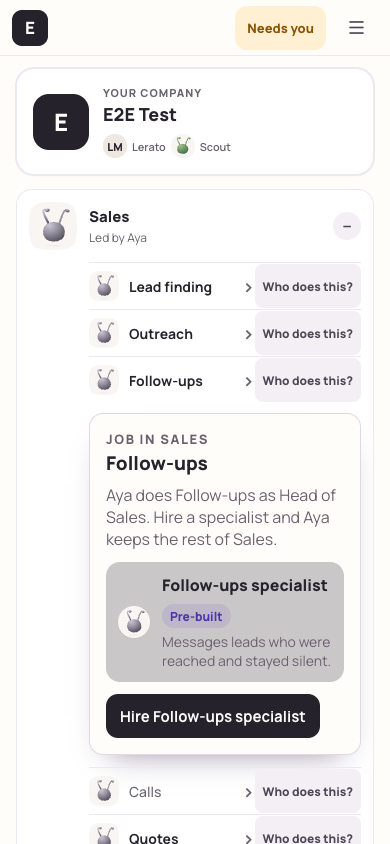 E
Needs you
YOUR COMPANY
E
E2E Test
LM Lerato Scout
Sales
Led by Aya
Lead finding
Who does this?
Outreach
Who does this?
Follow-ups
Who does this?
JOB IN SALES
Follow-ups
Aya does Follow-ups as Head of
Sales. Hire a specialist and Aya
keeps the rest of Sales.
Follow-ups specialist
Pre-built
Messages leads who were
reached and stayed silent.
Hire Follow-ups specialist
Calls
Who does this?
Quotes
Who does this?